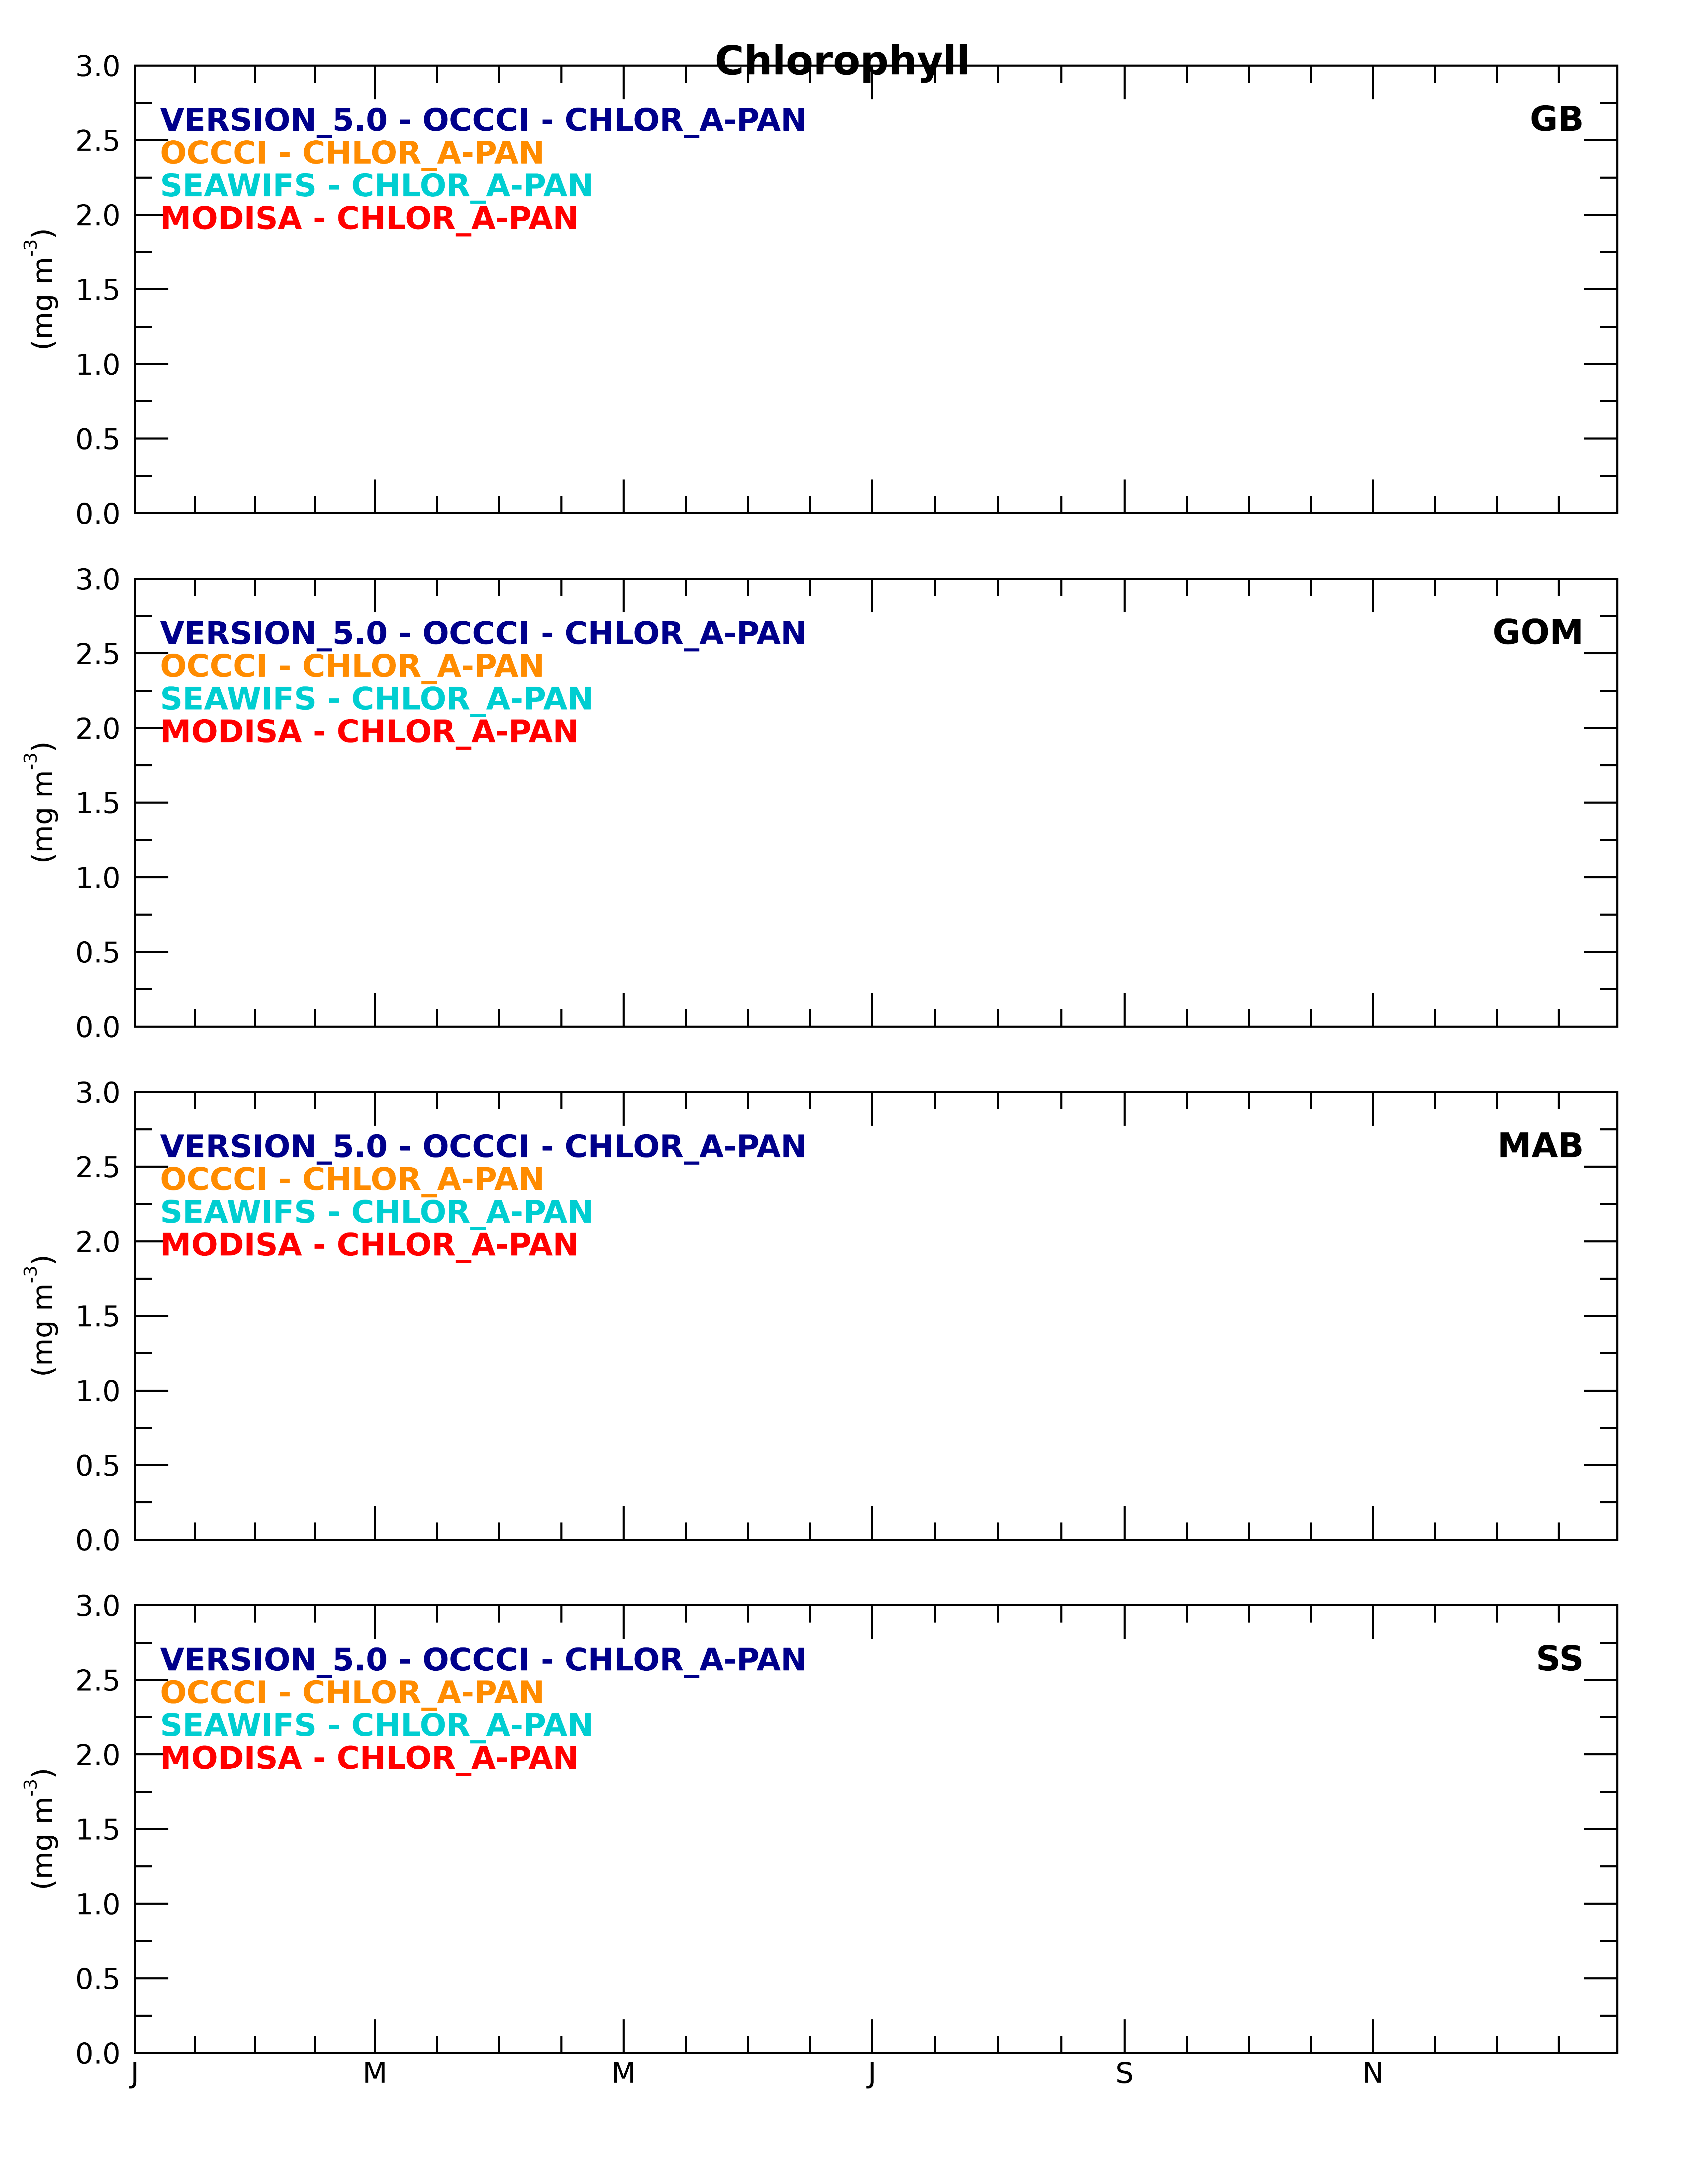 Chlorophyll
3.0
VERSION_5.0 - OCCCI - CHLOR_A-PAN
GB
2.5
OCCCI - CHLOR_A-PAN
SEAWIFS - CHLOR_A-PAN
2.0
MODISA - CHLOR_A-PAN
(mg m-3)
1.5
1.0
0.5
0.0
3.0
VERSION_5.0 - OCCCI - CHLOR_A-PAN
GOM
2.5
OCCCI - CHLOR_A-PAN
SEAWIFS - CHLOR_A-PAN
2.0
MODISA - CHLOR_A-PAN
(mg m-3)
1.5
1.0
0.5
0.0
3.0
VERSION_5.0 - OCCCI - CHLOR_A-PAN
MAB
2.5
OCCCI - CHLOR_A-PAN
SEAWIFS - CHLOR_A-PAN
2.0
MODISA - CHLOR_A-PAN
(mg m-3)
1.5
1.0
0.5
0.0
3.0
VERSION_5.0 - OCCCI - CHLOR_A-PAN
SS
2.5
OCCCI - CHLOR_A-PAN
SEAWIFS - CHLOR_A-PAN
2.0
MODISA - CHLOR_A-PAN
(mg m-3)
1.5
1.0
0.5
0.0
J M M J S N